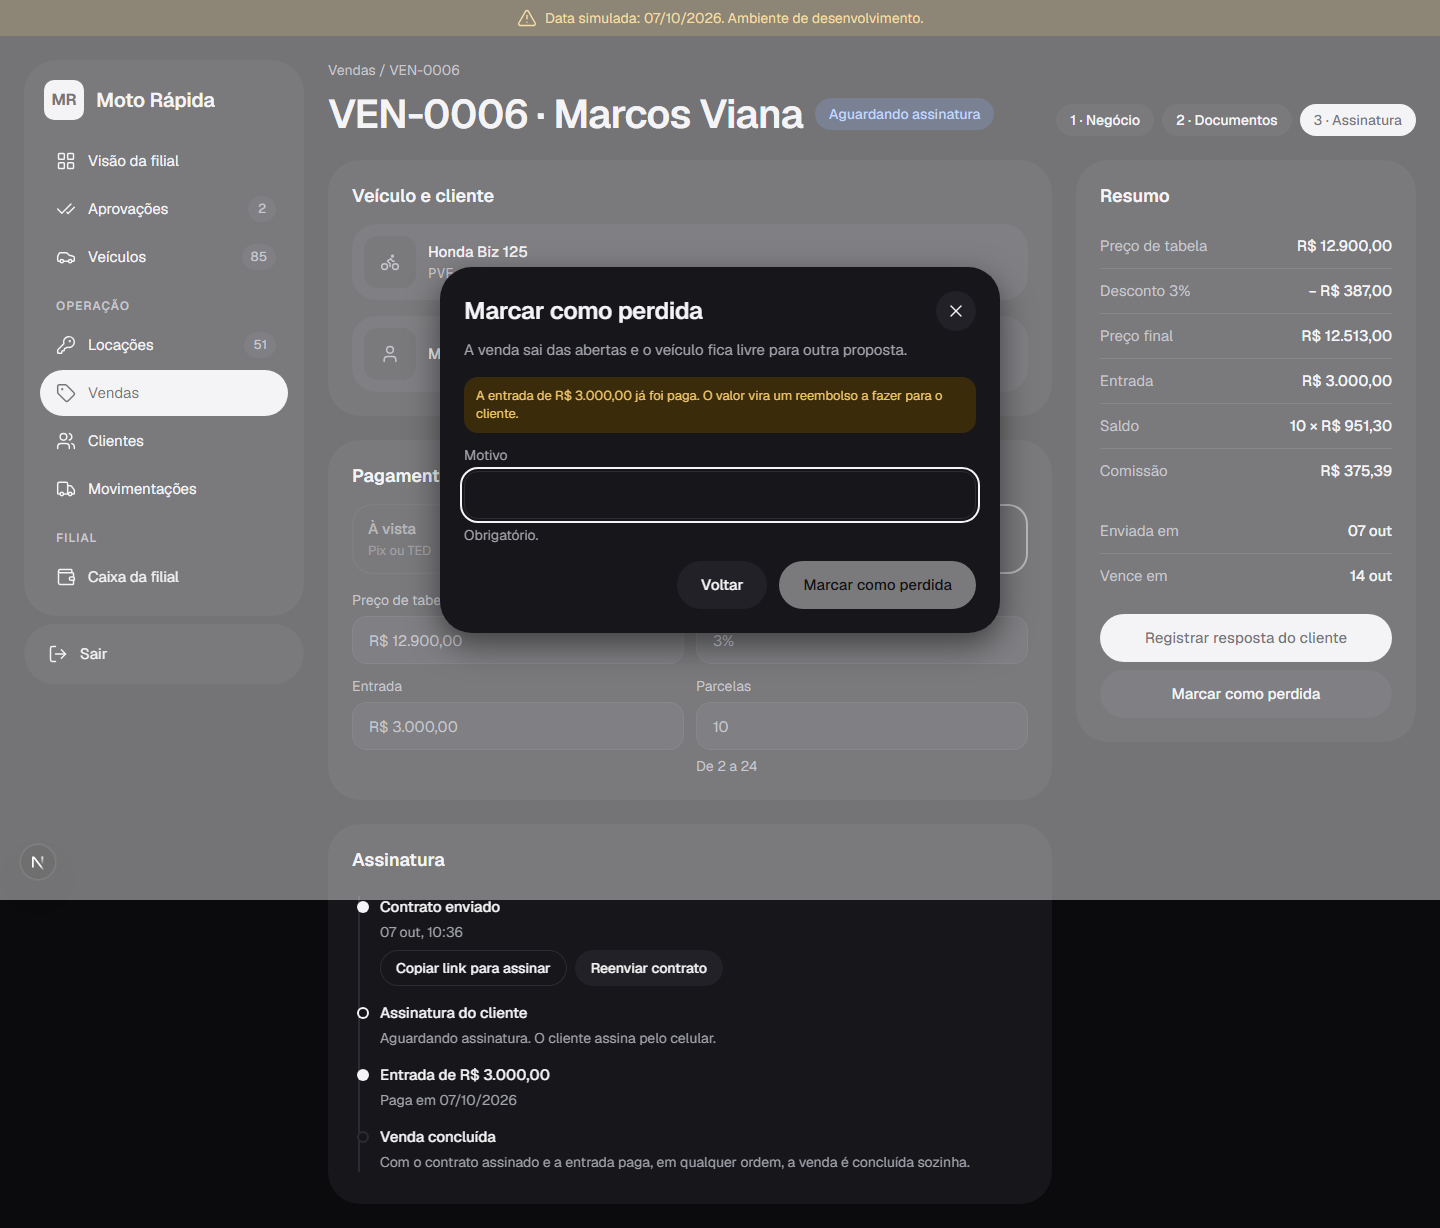 Data simulada: 07/10/2026. Ambiente de desenvolvimento.
MR
Moto Rápida
Visão da filial
Aprovações
2
Veículos
85
OPERAÇÃO
Locações
51
Vendas
Clientes
Movimentações
FILIAL
Caixa da filial
Sair
Vendas / VEN-0006
VEN-0006 · Marcos Viana
Aguardando assinatura
1 · Negócio
2 · Documentos
3 · Assinatura
Veículo e cliente
Honda Biz 125
Marcar como perdida
A venda sai das abertas e o veículo fica livre para outra proposta.
A entrada de R$ 3.000,00 já foi paga. O valor vira um reembolso a fazer para o
cliente.
Motivo
Obrigatório.
Voltar
Marcar como perdida
À vista
Pix ou TED
R$ 12.900,00
3%
Entrada
R$ 3.000,00
Parcelas
10
De 2 a 24
Assinatura
Contrato enviado
07 out, 10:36
Copiar link para assinar
Reenviar contrato
Assinatura do cliente
Aguardando assinatura. O cliente assina pelo celular.
Entrada de R$ 3.000,00
Paga em 07/10/2026
Venda concluída
Com o contrato assinado e a entrada paga, em qualquer ordem, a venda é concluída sozinha.
Resumo
Preço de tabela
R$ 12.900,00
Desconto 3%
– R$ 387,00
Preço final
R$ 12.513,00
Entrada
R$ 3.000,00
Saldo
10 × R$ 951,30
Comissão
R$ 375,39
Enviada em
07 out
Vence em
14 out
Registrar resposta do cliente
Marcar como perdida